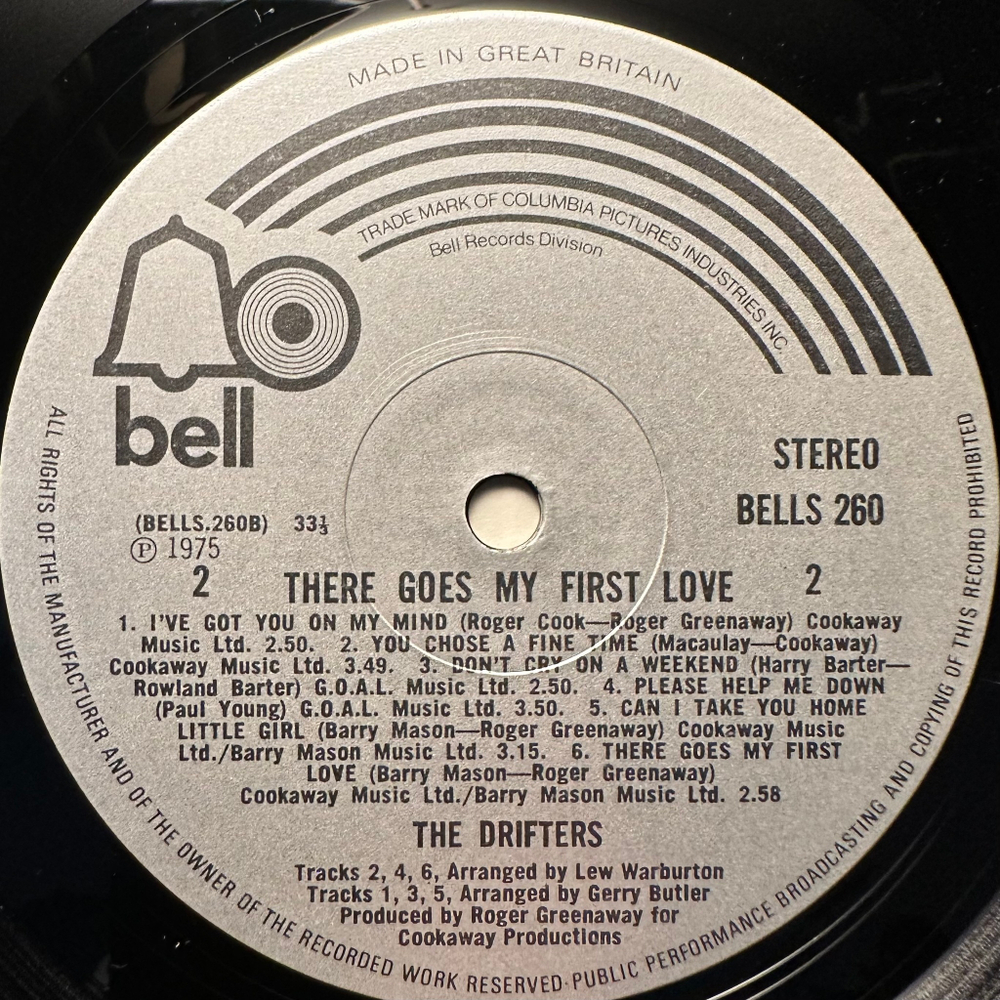 MADE IN GREAT BRITAIN
TRADE MARK OF COLUMBIA PICTURES INDUSTRIES INC.
Bell Records Division
bell
STEREO
BELLS 260
(BELLS.260B) 33⅓
Ⓟ 1975
2 THERE GOES MY FIRST LOVE 2
1. I'VE GOT YOU ON MY MIND (Roger Cook—Roger Greenaway) Cookaway
Music Ltd. 2.50. 2. YOU CHOSE A FINE TIME (Macaulay—Cookaway)
Cookaway Music Ltd. 3.49. 3. DON'T CRY ON A WEEKEND (Harry Barter—
Rowland Barter) G.O.A.L. Music Ltd. 2.50. 4. PLEASE HELP ME DOWN
(Paul Young) G.O.A.L. Music Ltd. 3.50. 5. CAN I TAKE YOU HOME
LITTLE GIRL (Barry Mason—Roger Greenaway) Cookaway Music
Ltd./Barry Mason Music Ltd. 3.15. 6. THERE GOES MY FIRST
LOVE (Barry Mason—Roger Greenaway)
Cookaway Music Ltd./Barry Mason Music Ltd. 2.58
THE DRIFTERS
Tracks 2, 4, 6, Arranged by Lew Warburton
Tracks 1, 3, 5, Arranged by Gerry Butler
Produced by Roger Greenaway for
Cookaway Productions
ALL RIGHTS OF THE MANUFACTURER AND OF THE OWNER OF THE RECORDED WORK RESERVED·PUBLIC PERFORMANCE BROADCASTING AND COPYING OF THIS RECORD PROHIBITED